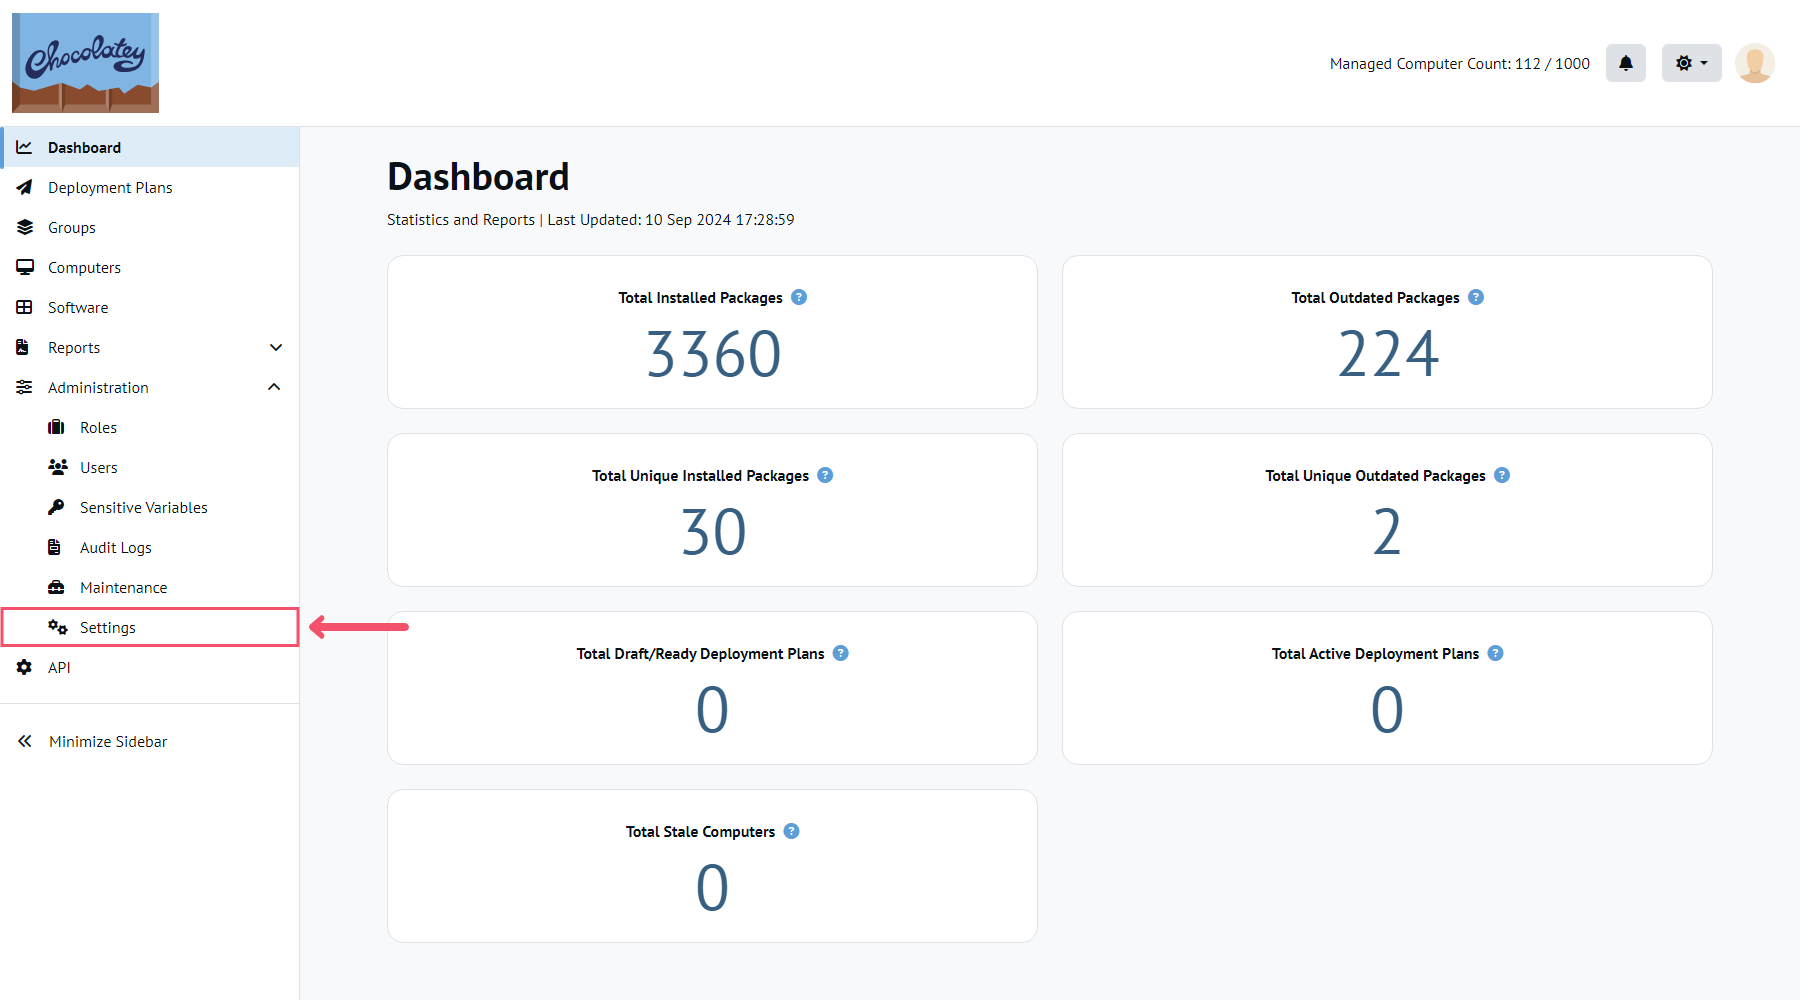 Chocolatey
Managed Computer Count: 112 / 1000
Dashboard
Deployment Plans
Groups
Computers
Software
Reports
Administration
Roles
Users
Sensitive Variables
Audit Logs
Maintenance
Settings
API
Minimize Sidebar
Dashboard
Statistics and Reports | Last Updated: 10 Sep 2024 17:28:59
Total Installed Packages ?
3360
Total Outdated Packages ?
224
Total Unique Installed Packages ?
30
Total Unique Outdated Packages ?
2
Total Draft/Ready Deployment Plans ?
0
Total Active Deployment Plans ?
0
Total Stale Computers ?
0